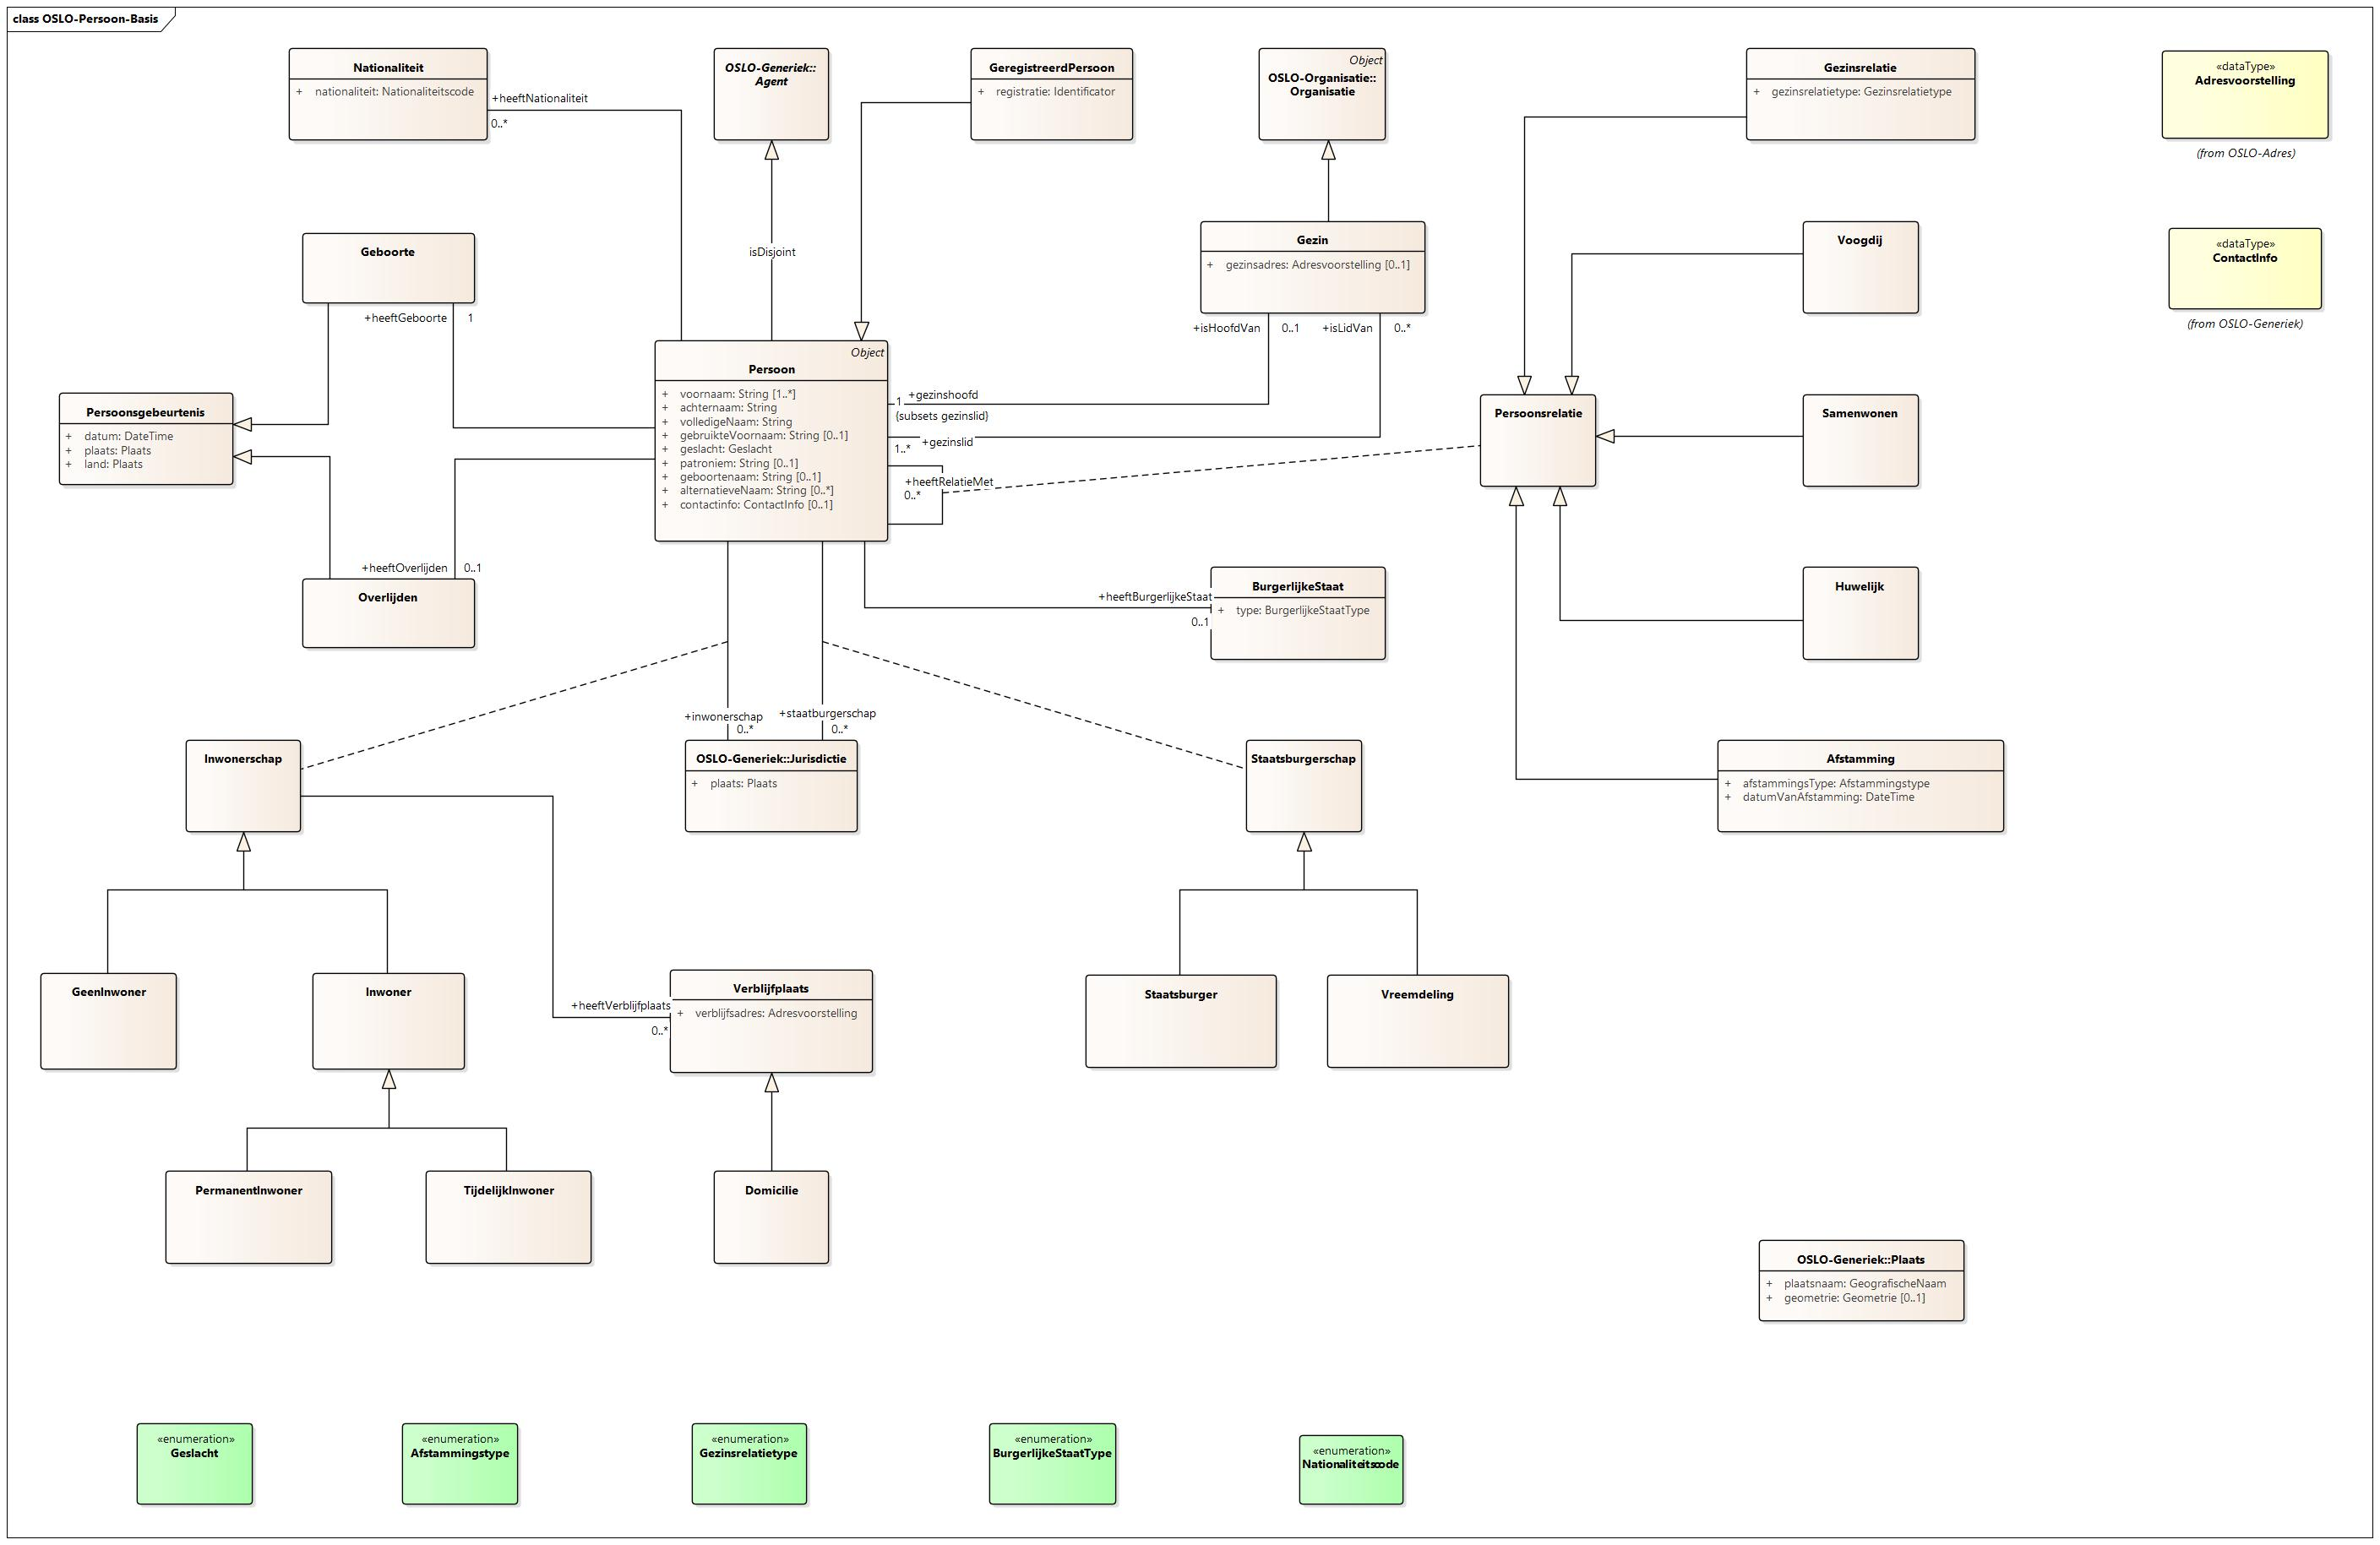 class OSLO-Persoon-Basis
Nationaliteit
+ nationaliteit: Nationaliteitscode
+heeftNationaliteit
0..*
OSLO-Generiek::
Agent
GeregistreerdPersoon
+ registratie: Identificator
Object
OSLO-Organisatie::
Organisatie
Gezinsrelatie
+ gezinsrelatietype: Gezinsrelatietype
«dataType»
Adresvoorstelling
(from OSLO-Adres)
Geboorte
+heeftGeboorte
1
isDisjoint
Gezin
+ gezinsadres: Adresvoorstelling [0..1]
+isHoofdVan
0..1
+isLidVan
0..*
Voogdij
«dataType»
ContactInfo
(from OSLO-Generiek)
Persoonsgebeurtenis
+ datum: DateTime
+ plaats: Plaats
+ land: Plaats
Object
Persoon
+ voornaam: String [1..*]
+ achternaam: String
+ volledigeNaam: String
+ gebruikteVoornaam: String [0..1]
+ geslacht: Geslacht
+ patroniem: String [0..1]
+ geboortenaam: String [0..1]
+ alternatieveNaam: String [0..*]
+ contactinfo: ContactInfo [0..1]
+gezinshoofd
1
{subsets gezinslid}
+gezinslid
1..*
+heeftRelatieMet
0..*
Persoonsrelatie
Samenwonen
+heeftOverlijden
0..1
Overlijden
+heeftBurgerlijkeStaat
0..1
BurgerlijkeStaat
+ type: BurgerlijkeStaatType
Huwelijk
+inwonerschap
0..*
+staatburgerschap
0..*
Inwonerschap
OSLO-Generiek::Jurisdictie
+ plaats: Plaats
Staatsburgerschap
Afstamming
+ afstammingsType: Afstammingstype
+ datumVanAfstamming: DateTime
GeenInwoner
Inwoner
+heeftVerblijfplaats
0..*
Verblijfplaats
+ verblijfsadres: Adresvoorstelling
Staatsburger
Vreemdeling
PermanentInwoner
TijdelijkInwoner
Domicilie
OSLO-Generiek::Plaats
+ plaatsnaam: GeografischeNaam
+ geometrie: Geometrie [0..1]
«enumeration»
Geslacht
«enumeration»
Afstammingstype
«enumeration»
Gezinsrelatietype
«enumeration»
BurgerlijkeStaatType
«enumeration»
Nationaliteitscode